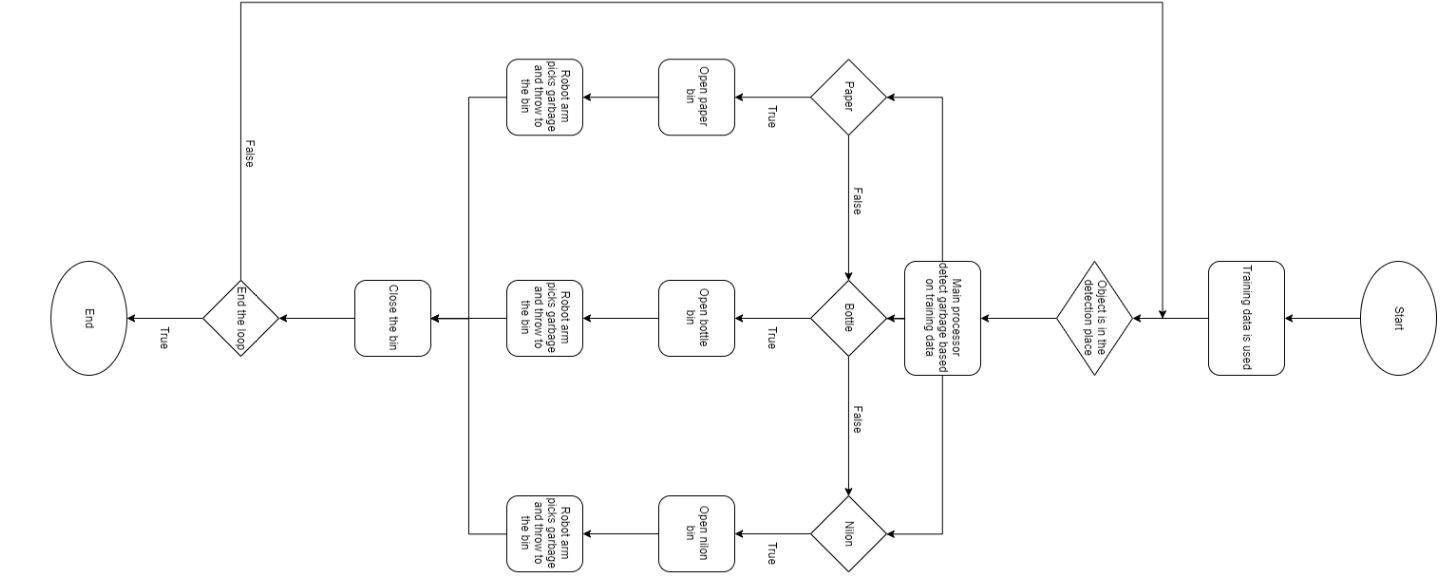 Start
Training data is used
Object is in the
detection place
Main processor
detect garbage based
on training data
Paper
False
Bottle
False
Nilon
True
Open paper
bin
Robot arm
picks garbage
and throw to
the bin
True
Open bottle
bin
Robot arm
picks garbage
and throw to
the bin
True
Open nilon
bin
Robot arm
picks garbage
and throw to
the bin
Close the bin
End the loop
False
True
End